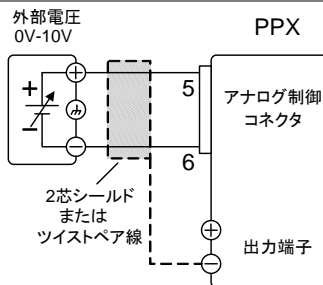 外部電圧
0V-10V
PPX
+
-
5
6
アナログ制御
コネクタ
2芯シールド
または
ツイストペア線
出力端子